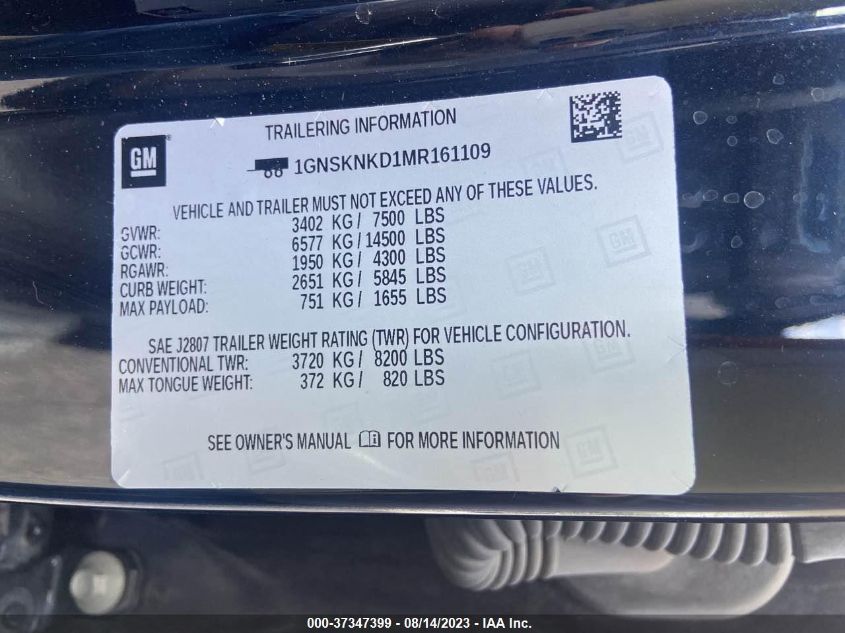 GM
TRAILERING INFORMATION
1GNSKNKD1MR161109
VEHICLE AND TRAILER MUST NOT EXCEED ANY OF THESE VALUES.
GVWR: 3402 KG / 7500 LBS
GCWR: 6577 KG / 14500 LBS
RGAWR: 1950 KG / 4300 LBS
CURB WEIGHT: 2651 KG / 5845 LBS
MAX PAYLOAD: 751 KG / 1655 LBS
SAE J2807 TRAILER WEIGHT RATING (TWR) FOR VEHICLE CONFIGURATION.
CONVENTIONAL TWR: 3720 KG / 8200 LBS
MAX TONGUE WEIGHT: 372 KG / 820 LBS
SEE OWNER'S MANUAL FOR MORE INFORMATION
000-37347399 - 08/14/2023 - IAA Inc.